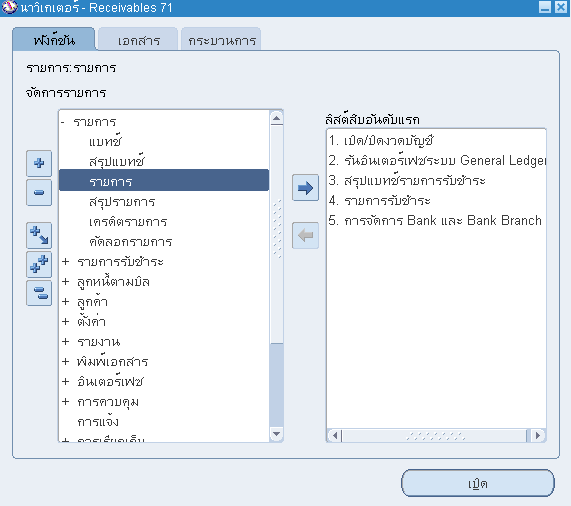 นาวิเกเตอร์ - Receivables 71
ฟังก์ชัน
เอกสาร
กระบวนการ
รายการ:รายการ
จัดการรายการ
- รายการ
แบทช์
สรุปแบทช์
รายการ
สรุปรายการ
เครดิตรายการ
คัดลอกรายการ
+ รายการรับชำระ
+ ลูกหนี้ตามบิล
+ ลูกค้า
+ ตั้งค่า
+ รายงาน
+ พิมพ์เอกสาร
+ อินเตอร์เฟซ
+ การควบคุม
การแจ้ง
+ การเรียกเก็บ
ลิสต์สิบอันดับแรก
1. เปิด/ปิดงวดบัญชี
2. รันอินเตอร์เฟซระบบ General Ledger
3. สรุปแบทช์รายการรับชำระ
4. รายการรับชำระ
5. การจัดการ Bank และ Bank Branch
เปิด